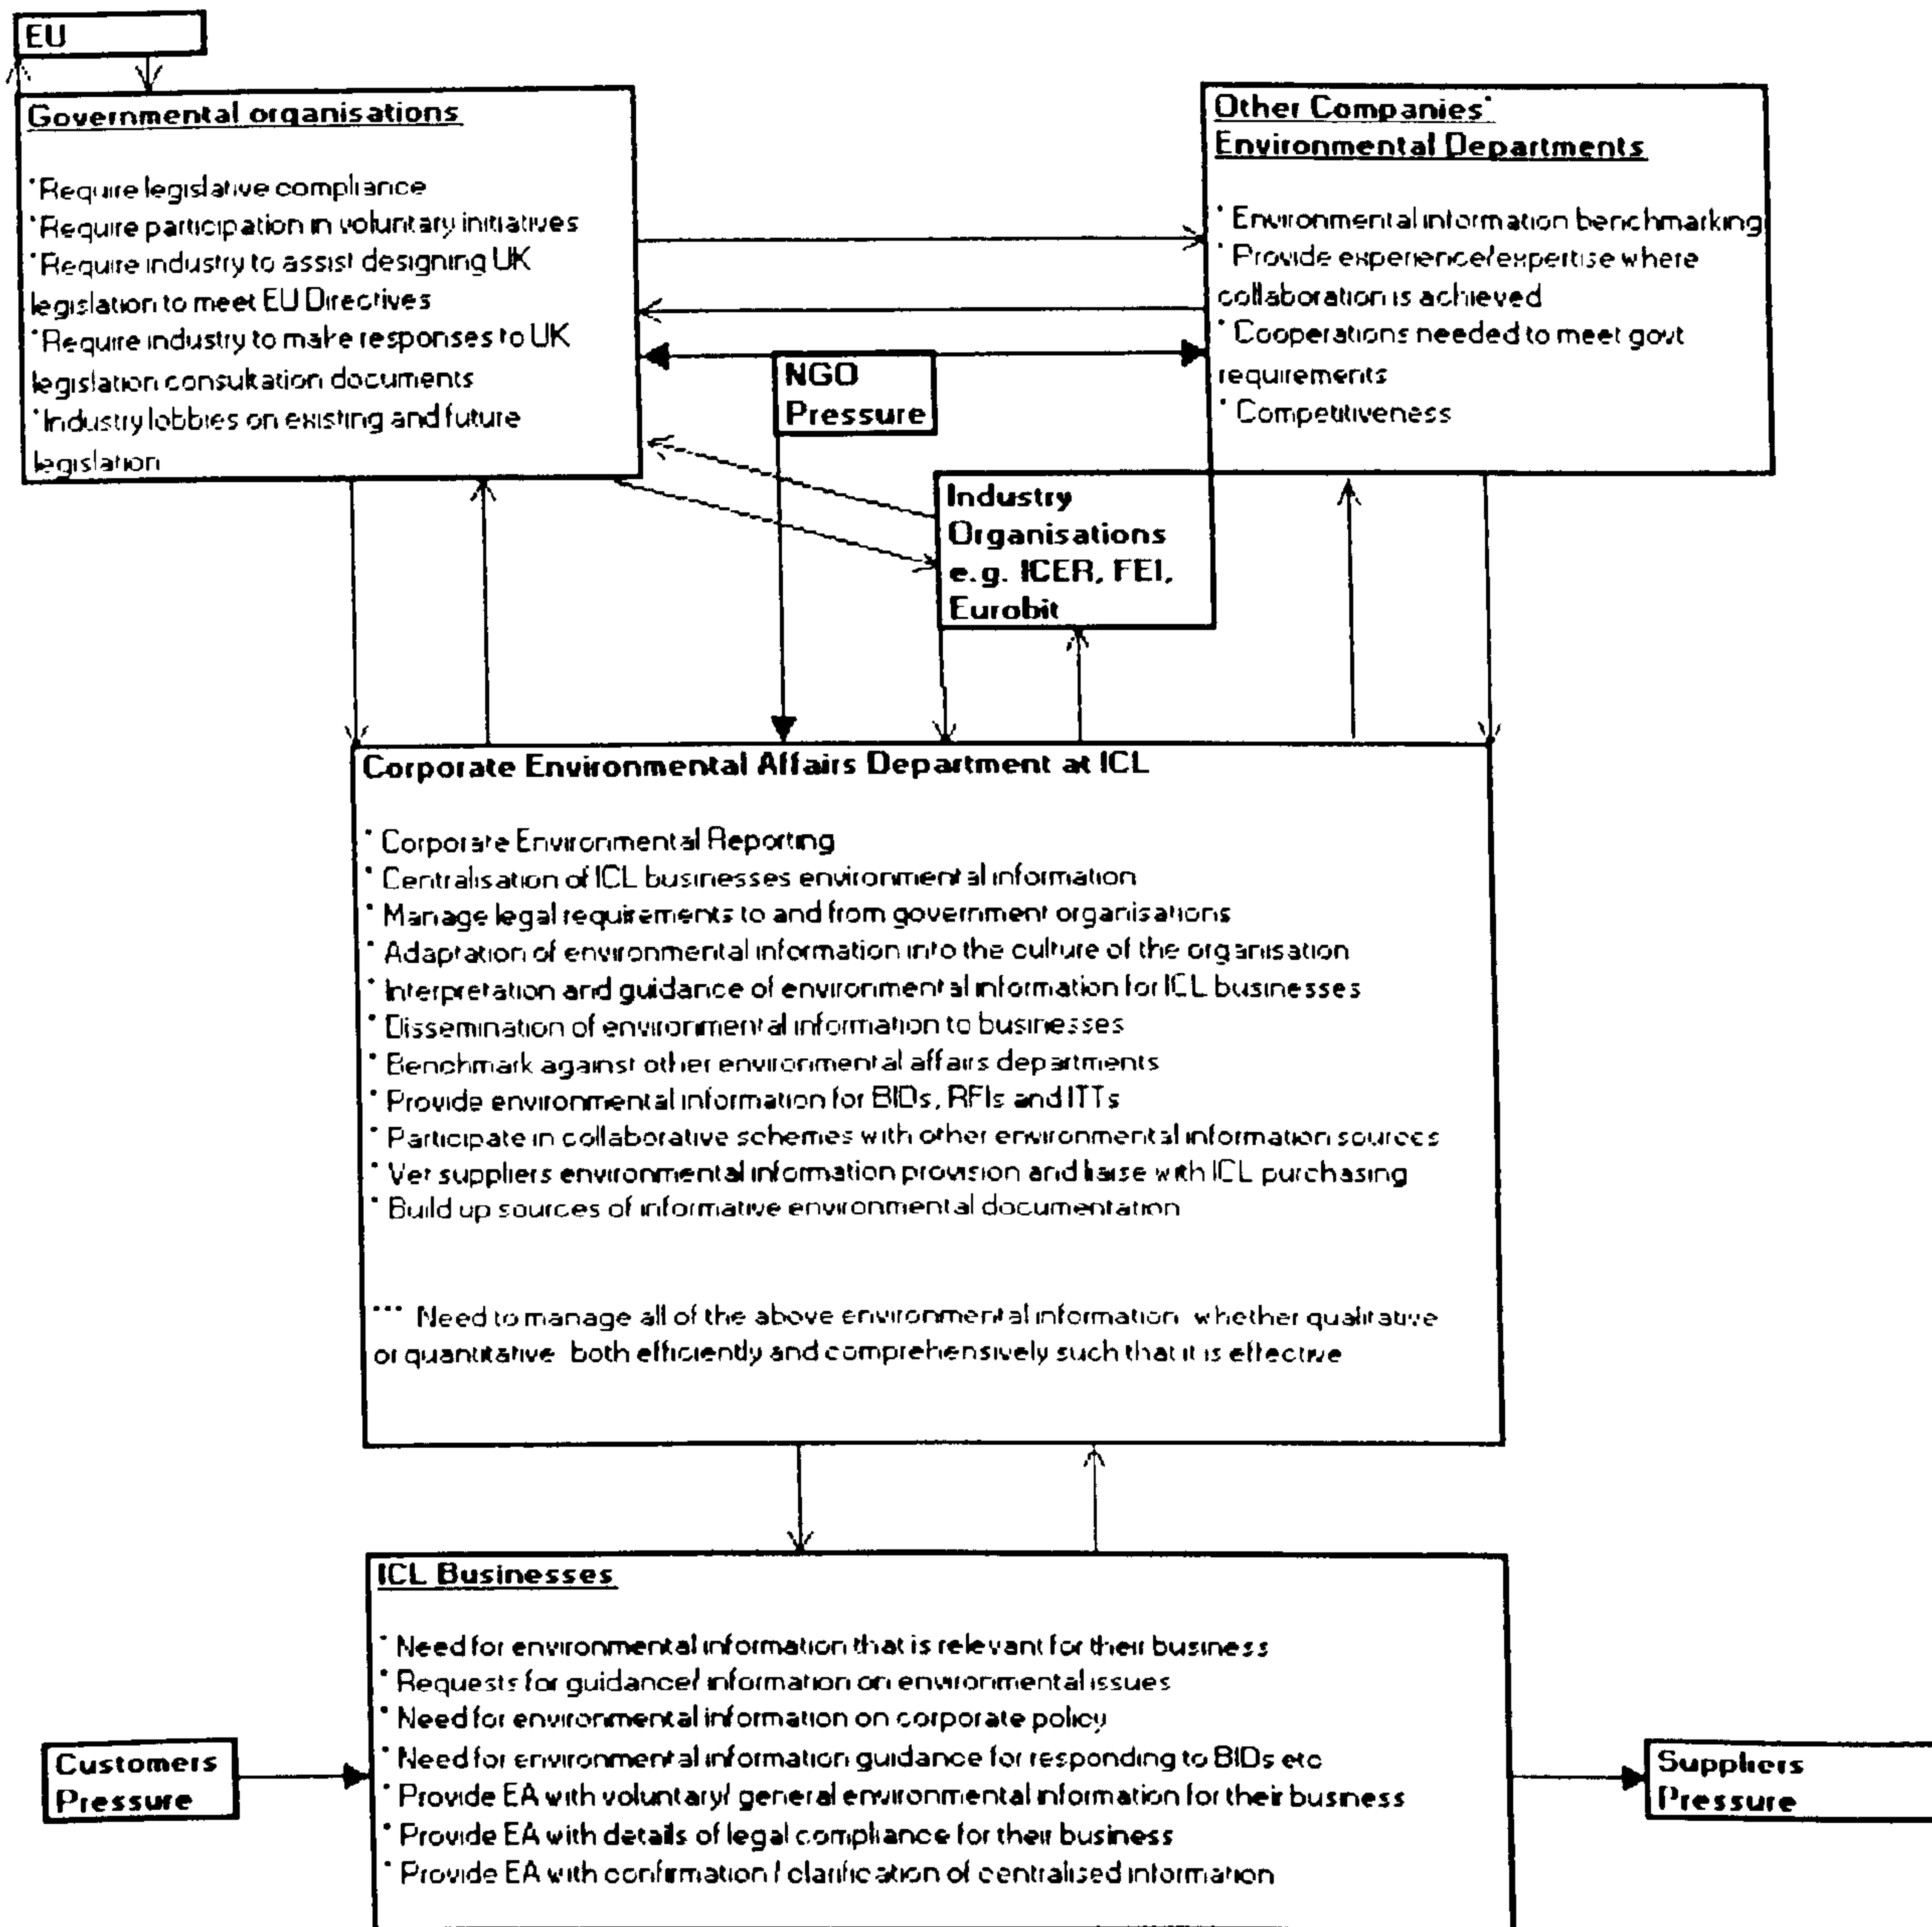 EU
Governmental organisations
*Require legislative compliance
*Require participation in voluntary initiatives
*Require industry to assist designing UK
legislation to meet EU Directives
*Require industry to make responses to UK
legislation consultation documents
*Industry lobbies on existing and future
legislation
Other Companies'
Environmental Departments
* Environmental information benchmarking
* Provide experience/expertise where
collaboration is achieved
* Cooperations needed to meet govt
requirements
* Competitiveness
NGO
Pressure
Industry
Organisations
e.g. ICER, FEI,
Eurobit
Corporate Environmental Affairs Department at ICL
* Corporate Environmental Reporting
* Centralisation of ICL businesses environmental information
* Manage legal requirements to and from government organisations
* Adaptation of environmental information into the culture of the organisation
* Interpretation and guidance of environmental information for ICL businesses
* Dissemination of environmental information to businesses
* Benchmark against other environmental affairs departments
* Provide environmental information for BIDs, RFIs and ITTs
* Participate in collaborative schemes with other environmental information sources
* Vet suppliers environmental information provision and liaise with ICL purchasing
* Build up sources of informative environmental documentation
*** Need to manage all of the above environmental information whether qualitative
or quantitative both efficiently and comprehensively such that it is effective
ICL Businesses
* Need for environmental information that is relevant for their business
* Requests for guidance/ information on environmental issues
* Need for environmental information on corporate policy
* Need for environmental information guidance for responding to BIDs etc
* Provide EA with voluntary/ general environmental information for their business
* Provide EA with details of legal compliance for their business
* Provide EA with confirmation / clarification of centralised information
Customers
Pressure
Suppliers
Pressure